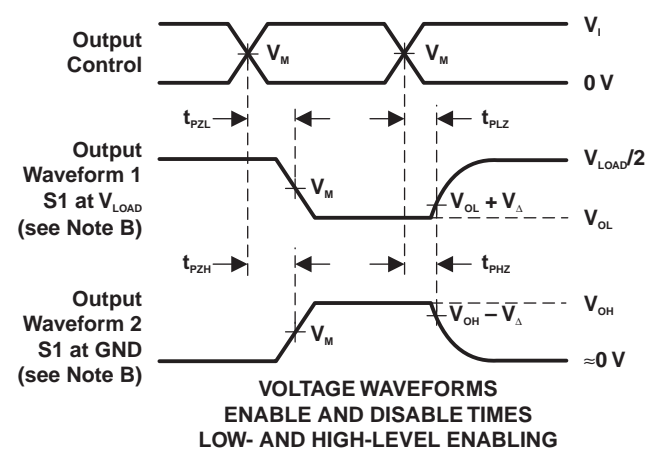 Output
Control
V_M
V_M
V_I
0 V
t_PZL
t_PLZ
Output
Waveform 1
S1 at V_LOAD
(see Note B)
V_M
V_OL + V_Δ
V_LOAD/2
V_OL
t_PZH
t_PHZ
Output
Waveform 2
S1 at GND
(see Note B)
V_M
V_OH − V_Δ
V_OH
≈0 V
VOLTAGE WAVEFORMS
ENABLE AND DISABLE TIMES
LOW- AND HIGH-LEVEL ENABLING